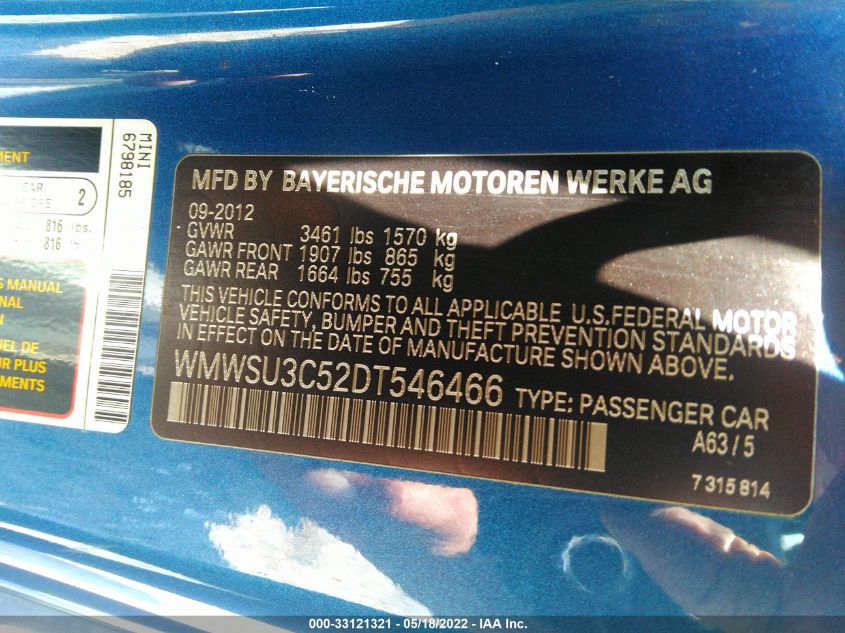 MENT
CAR
2
816 lbs.
816 lb
S MANUAL
ONAL
N
UEL DE
UR PLUS
MENTS
MINI
6798185
MFD BY BAYERISCHE MOTOREN WERKE AG
09-2012
GVWR 3461 lbs 1570 kg
GAWR FRONT 1907 lbs 865 kg
GAWR REAR 1664 lbs 755 kg
THIS VEHICLE CONFORMS TO ALL APPLICABLE U.S.FEDERAL MOTOR
VEHICLE SAFETY, BUMPER AND THEFT PREVENTION STANDARDS
IN EFFECT ON THE DATE OF MANUFACTURE SHOWN ABOVE.
WMWSU3C52DT546466 TYPE: PASSENGER CAR
A63/5
7 315 814
000-33121321 - 05/18/2022 - IAA Inc.